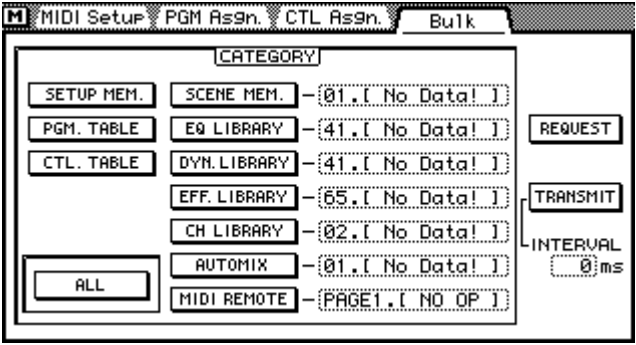 M MIDI Setup PGM Asgn. CTL Asgn. Bulk
CATEGORY
SETUP MEM. SCENE MEM. 01.[ No Data! ]
PGM. TABLE EQ LIBRARY 41.[ No Data! ] REQUEST
CTL. TABLE DYN. LIBRARY 41.[ No Data! ]
EFF. LIBRARY 65.[ No Data! ] TRANSMIT
CH LIBRARY 02.[ No Data! ] INTERVAL
AUTOMIX 01.[ No Data! ] 0ms
ALL MIDI REMOTE PAGE1.[ NO OP ]